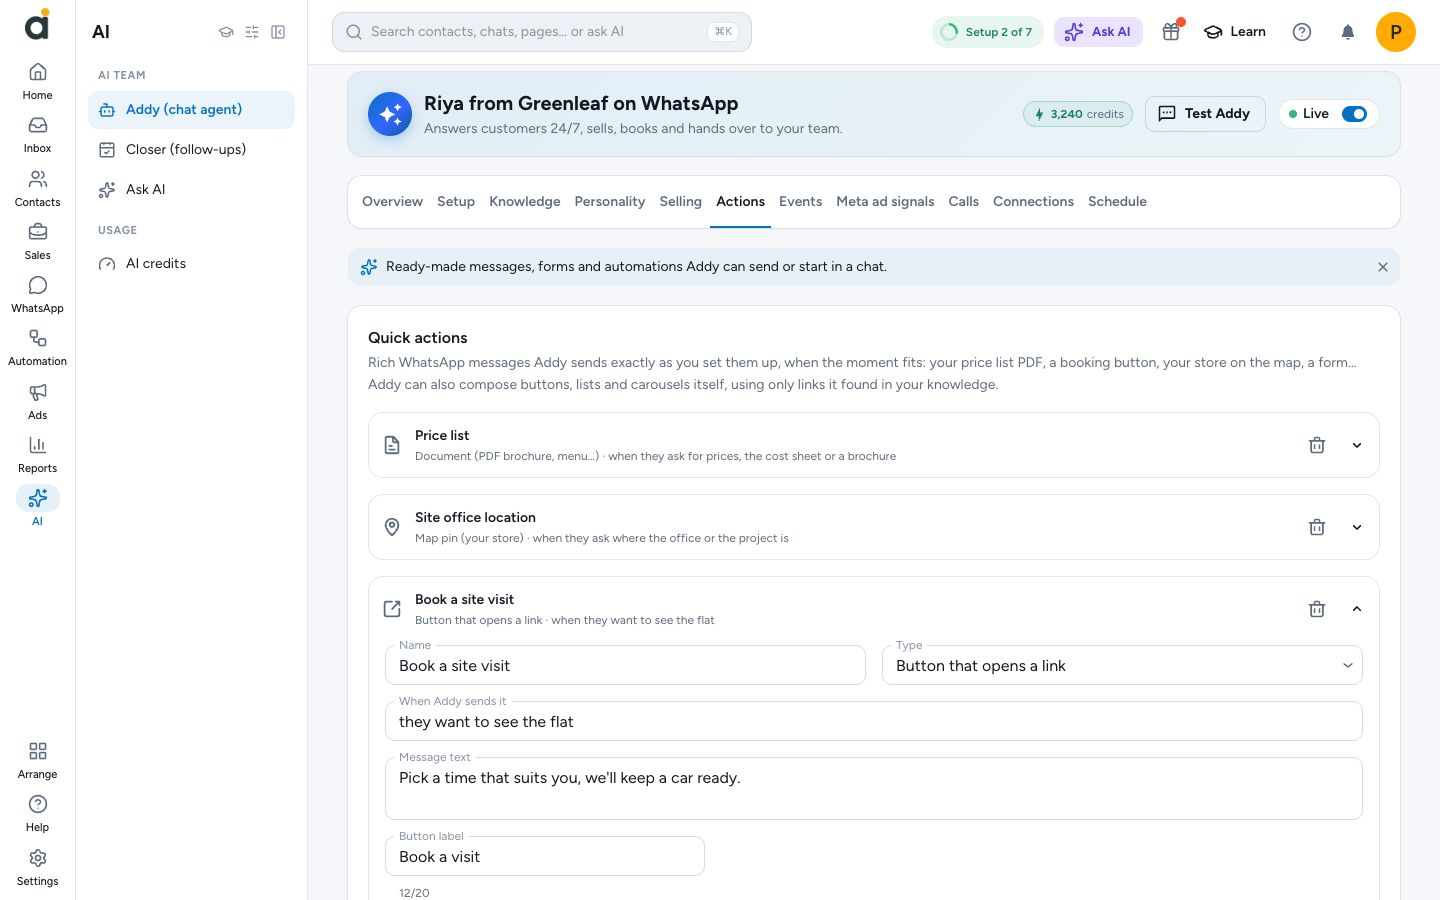 AI
Search contacts, chats, pages... or ask AI
⌘K
Setup 2 of 7
Ask AI
Learn
P
Home
Inbox
Contacts
Sales
WhatsApp
Automation
Ads
Reports
AI
Arrange
Help
Settings
AI TEAM
Addy (chat agent)
Closer (follow-ups)
Ask AI
USAGE
AI credits
Riya from Greenleaf on WhatsApp
Answers customers 24/7, sells, books and hands over to your team.
3,240 credits
Test Addy
Live
Overview
Setup
Knowledge
Personality
Selling
Actions
Events
Meta ad signals
Calls
Connections
Schedule
Ready-made messages, forms and automations Addy can send or start in a chat.
Quick actions
Rich WhatsApp messages Addy sends exactly as you set them up, when the moment fits: your price list PDF, a booking button, your store on the map, a form...
Addy can also compose buttons, lists and carousels itself, using only links it found in your knowledge.
Price list
Document (PDF brochure, menu...) · when they ask for prices, the cost sheet or a brochure
Site office location
Map pin (your store) · when they ask where the office or the project is
Book a site visit
Button that opens a link · when they want to see the flat
Name
Book a site visit
Type
Button that opens a link
When Addy sends it
they want to see the flat
Message text
Pick a time that suits you, we'll keep a car ready.
Button label
Book a visit
12/20